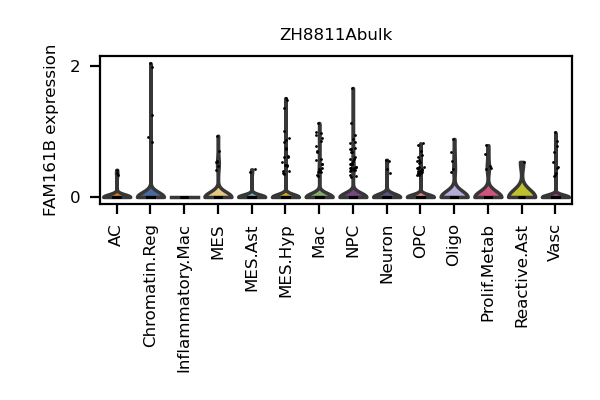 ZH8811Abulk
FAM161B expression
2
0
AC
Chromatin.Reg
Inflammatory.Mac
MES
MES.Ast
MES.Hyp
Mac
NPC
Neuron
OPC
Oligo
Prolif.Metab
Reactive.Ast
Vasc